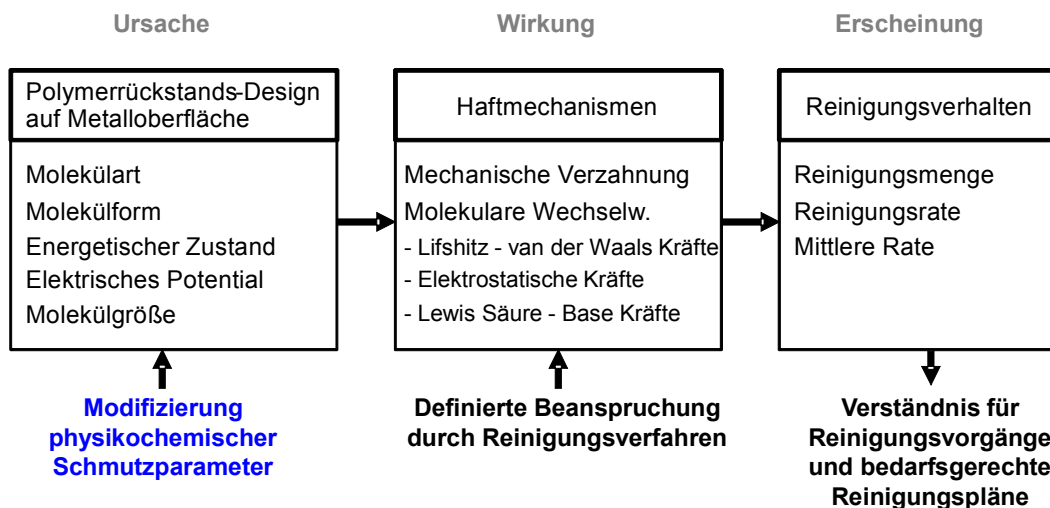 Ursache
Wirkung
Erscheinung
Polymerrückstands-Design
auf Metalloberfläche
Molekülart
Molekülform
Energetischer Zustand
Elektrisches Potential
Molekülgröße
Modifizierung
physikochemischer
Schmutzparameter
Haftmechanismen
Mechanische Verzahnung
Molekulare Wechselw.
- Lifshitz - van der Waals Kräfte
- Elektrostatische Kräfte
- Lewis Säure - Base Kräfte
Definierte Beanspruchung
durch Reinigungsverfahren
Reinigungsverhalten
Reinigungsmenge
Reinigungsrate
Mittlere Rate
Verständnis für
Reinigungsvorgänge
und bedarfsgerechte
Reinigungspläne